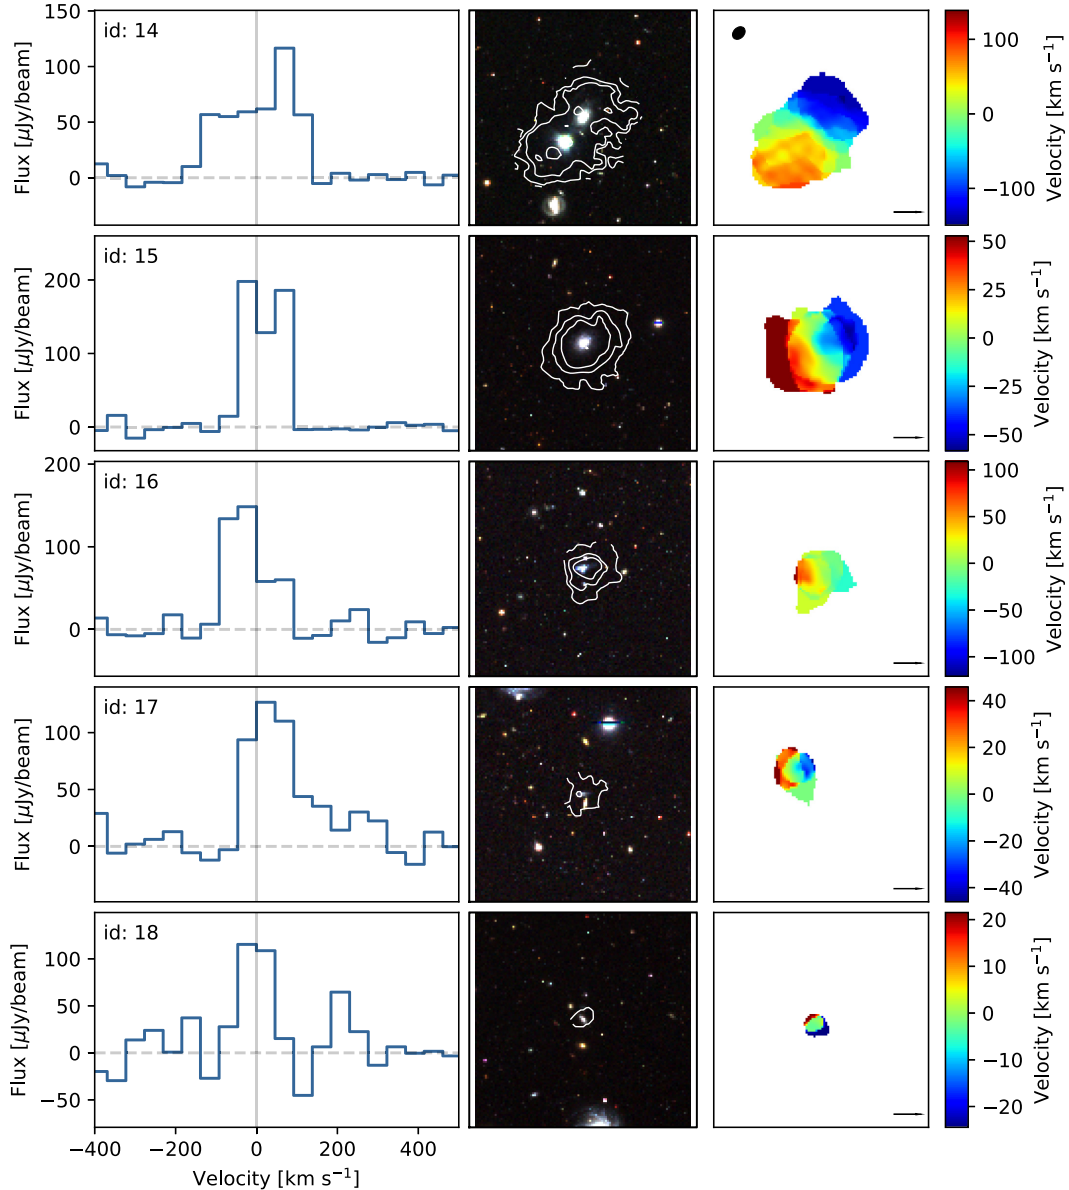 id: 14
150
100
50
0
Flux [μJy/beam]
100
0
−100
Velocity [km s−1]
id: 15
200
100
0
Flux [μJy/beam]
50
25
0
−25
−50
Velocity [km s−1]
id: 16
200
100
0
Flux [μJy/beam]
100
50
0
−50
−100
Velocity [km s−1]
id: 17
100
50
0
Flux [μJy/beam]
40
20
0
−20
−40
Velocity [km s−1]
id: 18
100
50
0
−50
Flux [μJy/beam]
20
10
0
−10
−20
Velocity [km s−1]
−400 −200 0 200 400
Velocity [km s−1]